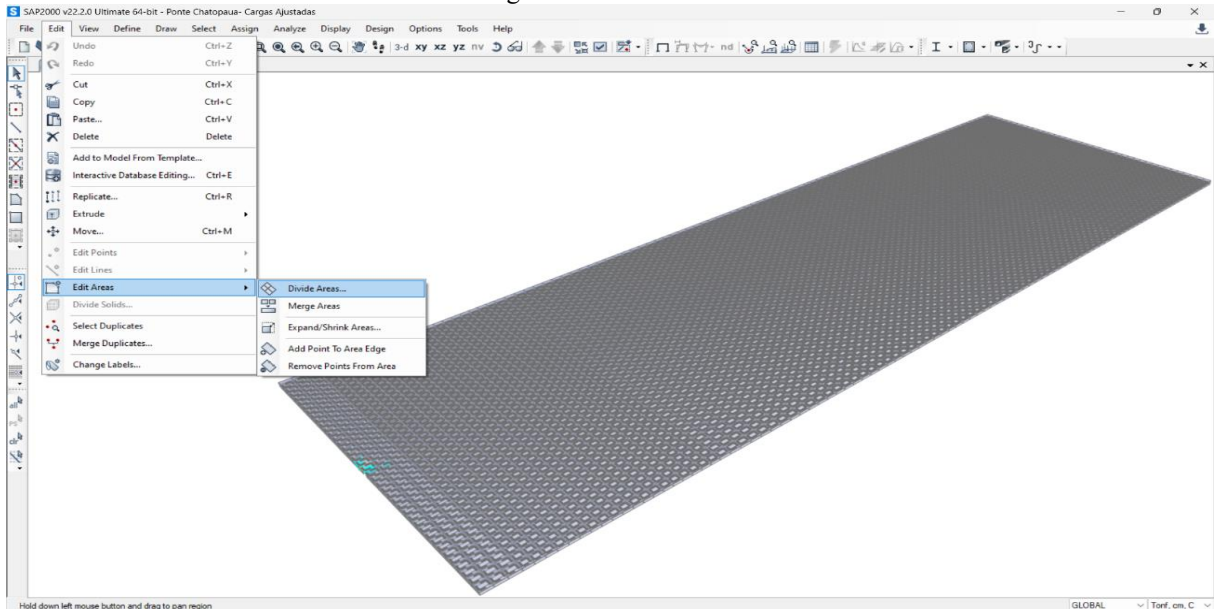 SAP2000 v22.2.0 Ultimate 64-bit - Ponte Chatopaua- Cargas Ajustadas
File Edit View Define Draw Select Assign Analyze Display Design Options Tools Help
3-d xy xz yz nv nd
Undo Ctrl+Z
Redo Ctrl+Y
Cut Ctrl+X
Copy Ctrl+C
Paste... Ctrl+V
Delete Delete
Add to Model From Template...
Interactive Database Editing... Ctrl+E
Replicate... Ctrl+R
Extrude
Move... Ctrl+M
Edit Points
Edit Lines
Edit Areas
Divide Solids...
Select Duplicates
Merge Duplicates...
Change Labels...
Divide Areas...
Merge Areas
Expand/Shrink Areas...
Add Point To Area Edge
Remove Points From Area
all
PS
clr
Hold down left mouse button and drag to pan region
GLOBAL
Tonf, cm, C